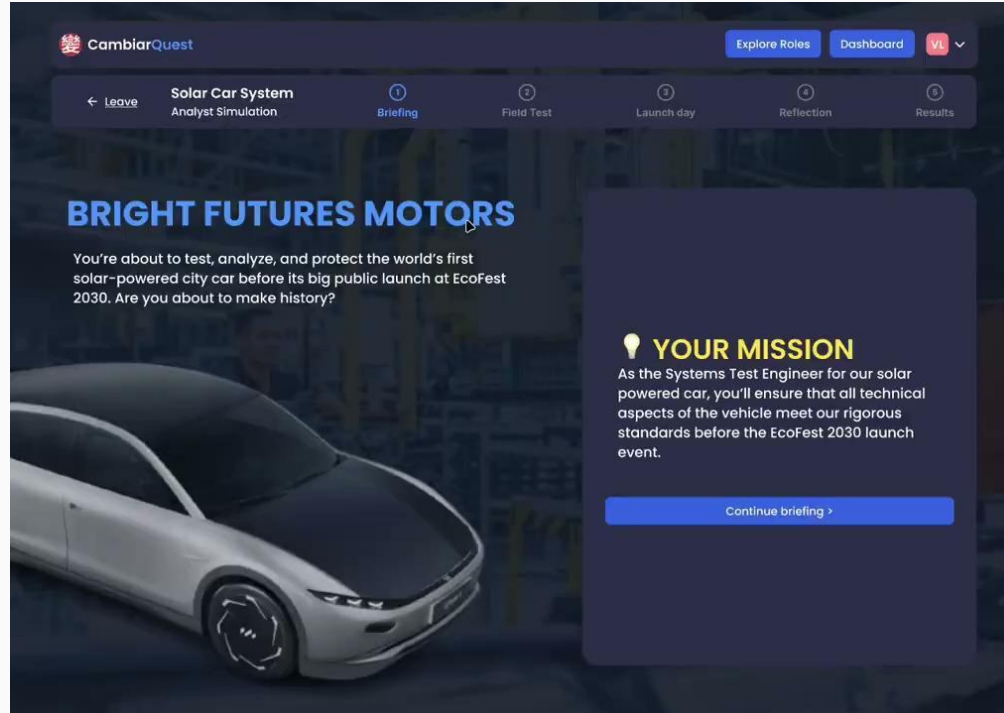 變 CambiarQuest
Explore Roles
Dashboard
VL
← Leave
Solar Car System
Analyst Simulation
1
Briefing
2
Field Test
3
Launch day
4
Reflection
5
Results
BRIGHT FUTURES MOTORS
You're about to test, analyze, and protect the world's first
solar-powered city car before its big public launch at EcoFest
2030. Are you about to make history?
YOUR MISSION
As the Systems Test Engineer for our solar
powered car, you'll ensure that all technical
aspects of the vehicle meet our rigorous
standards before the EcoFest 2030 launch
event.
Continue briefing >